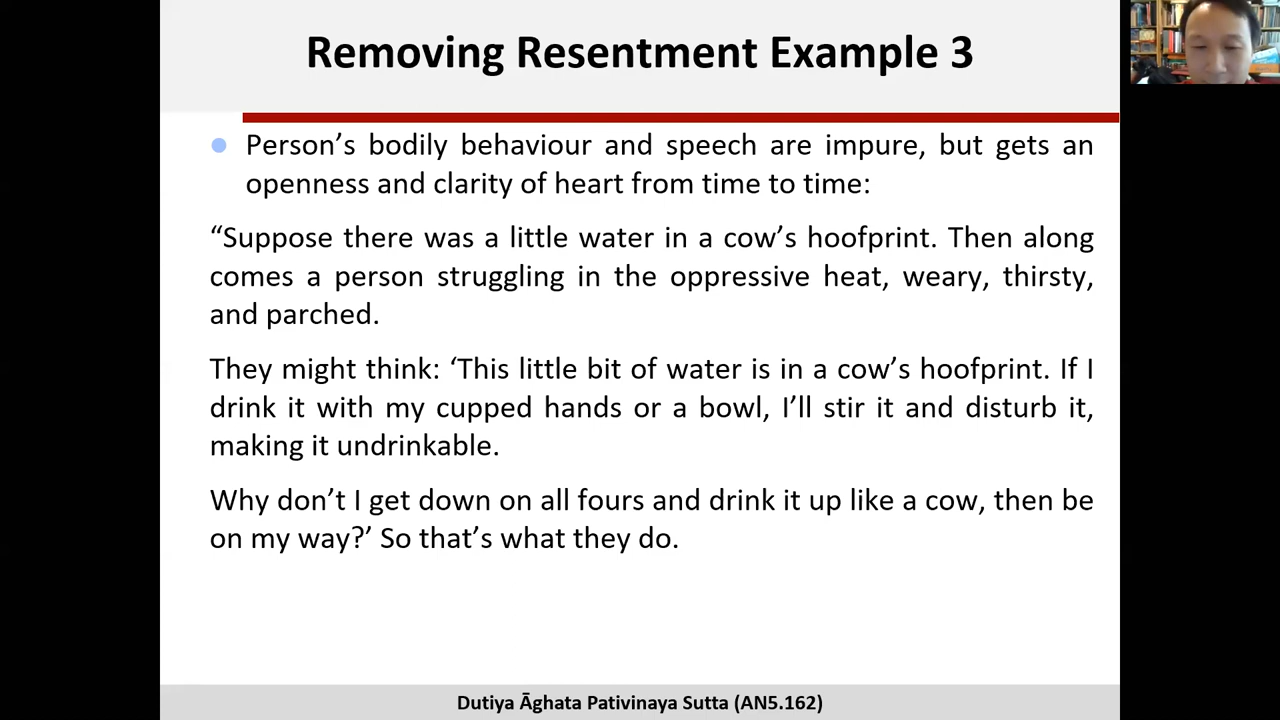 Removing Resentment Example 3
Person’s bodily behaviour and speech are impure, but gets an
openness and clarity of heart from time to time:
“Suppose there was a little water in a cow’s hoofprint. Then along
comes a person struggling in the oppressive heat, weary, thirsty,
and parched.
They might think: ‘This little bit of water is in a cow’s hoofprint. If I
drink it with my cupped hands or a bowl, I’ll stir it and disturb it,
making it undrinkable.
Why don’t I get down on all fours and drink it up like a cow, then be
on my way?’ So that’s what they do.
Dutiya Āghata Pativinaya Sutta (AN5.162)